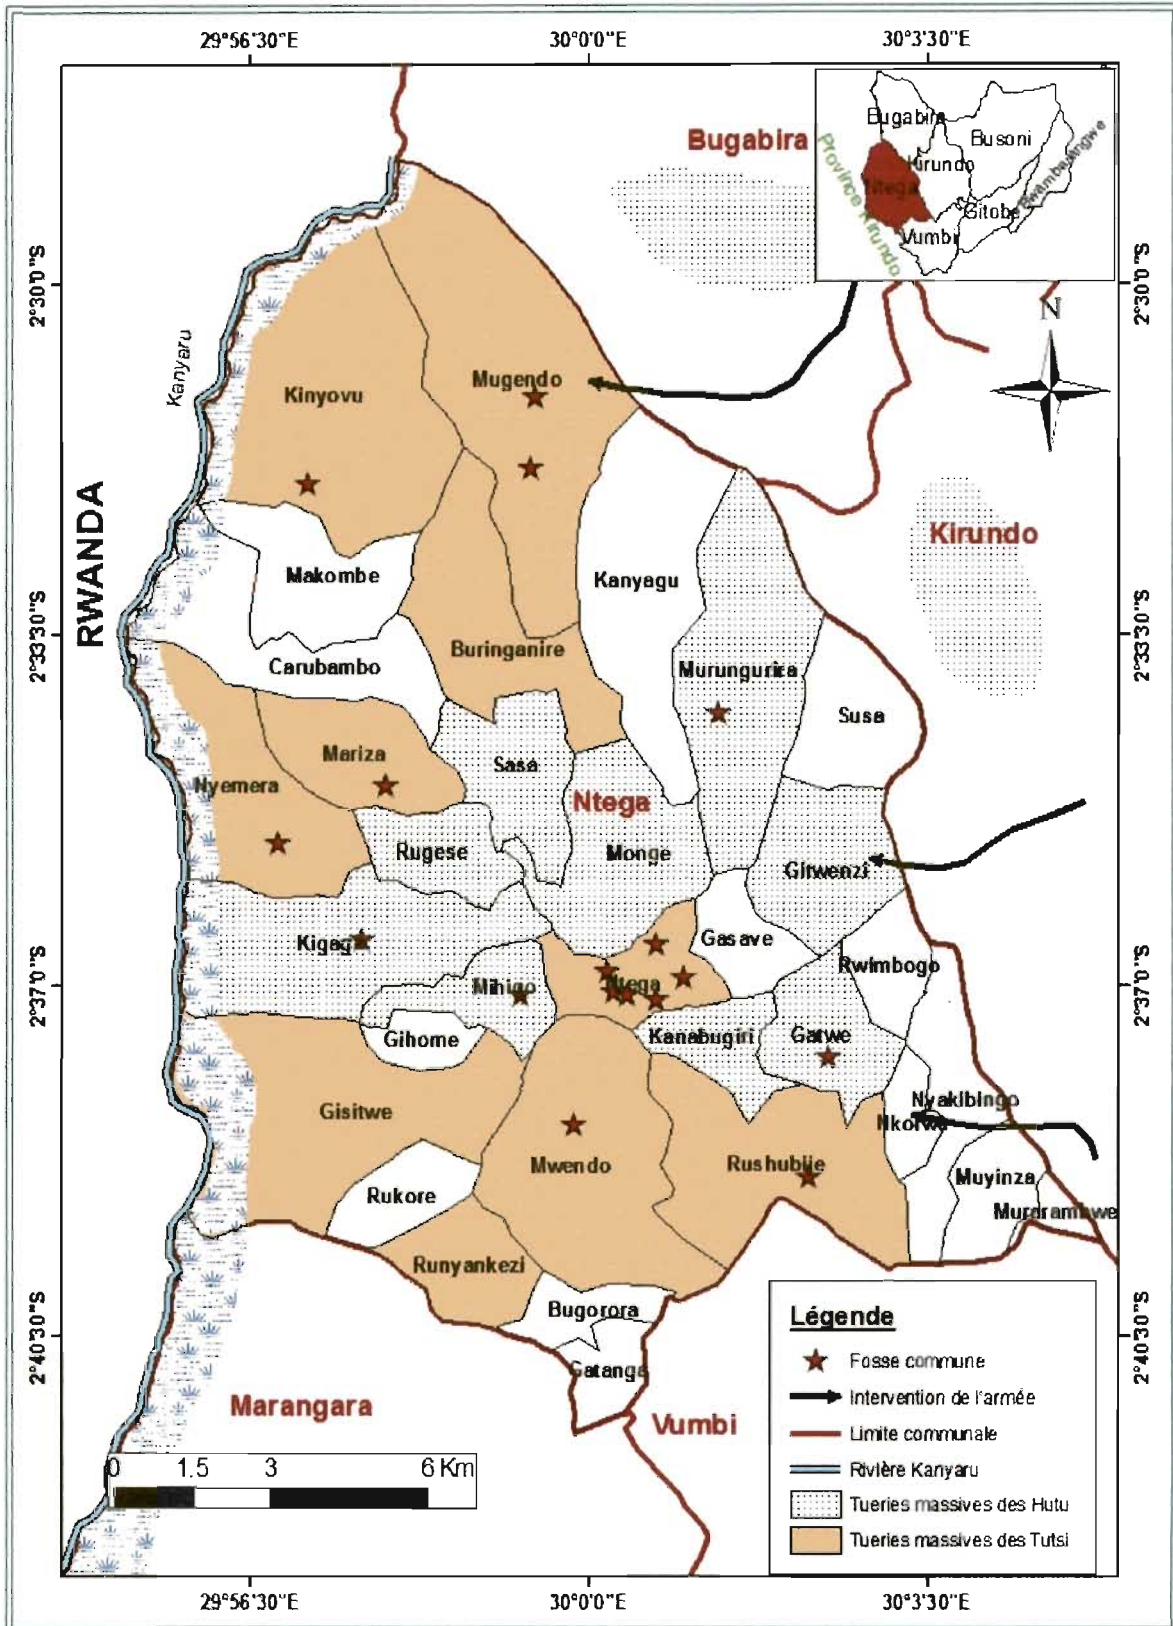 29°56'30"E
30°0'0"E
30°3'30"E
Bugabira
Bugabira
Busoni
Kirundo
Bwambarangwe
Ntega
Gitobe
Vumbi
Province Kirundo
2°30'0"S
2°30'0"S
N
Kanyaru
Kinyovu
Mugendo
RWANDA
Kirundo
Makombe
Kanyagu
2°33'30"S
2°33'30"S
Carubambo
Buringanire
Murungurira
Susa
Mariza
Sasa
Nyemera
Ntega
Rugese
Monge
Gitwenzi
Kigaga
Gasave
Rwimbogo
2°37'0"S
2°37'0"S
Mihigo
Ntega
Gihome
Kanabugiri
Garwe
Gisitwe
Nyakibingo
Nkorwe
Mwendo
Rushubije
Muyinza
Rukore
Murarambwe
Runyankezi
Bugorora
2°40'30"S
2°40'30"S
Gatanga
Marangara
Vumbi
Légende
Fosse commune
Intervention de l'armée
Limite communale
Rivière Kanyaru
Tueries massives des Hutu
Tueries massives des Tutsi
0 1.5 3 6 Km
29°56'30"E
30°0'0"E
30°3'30"E